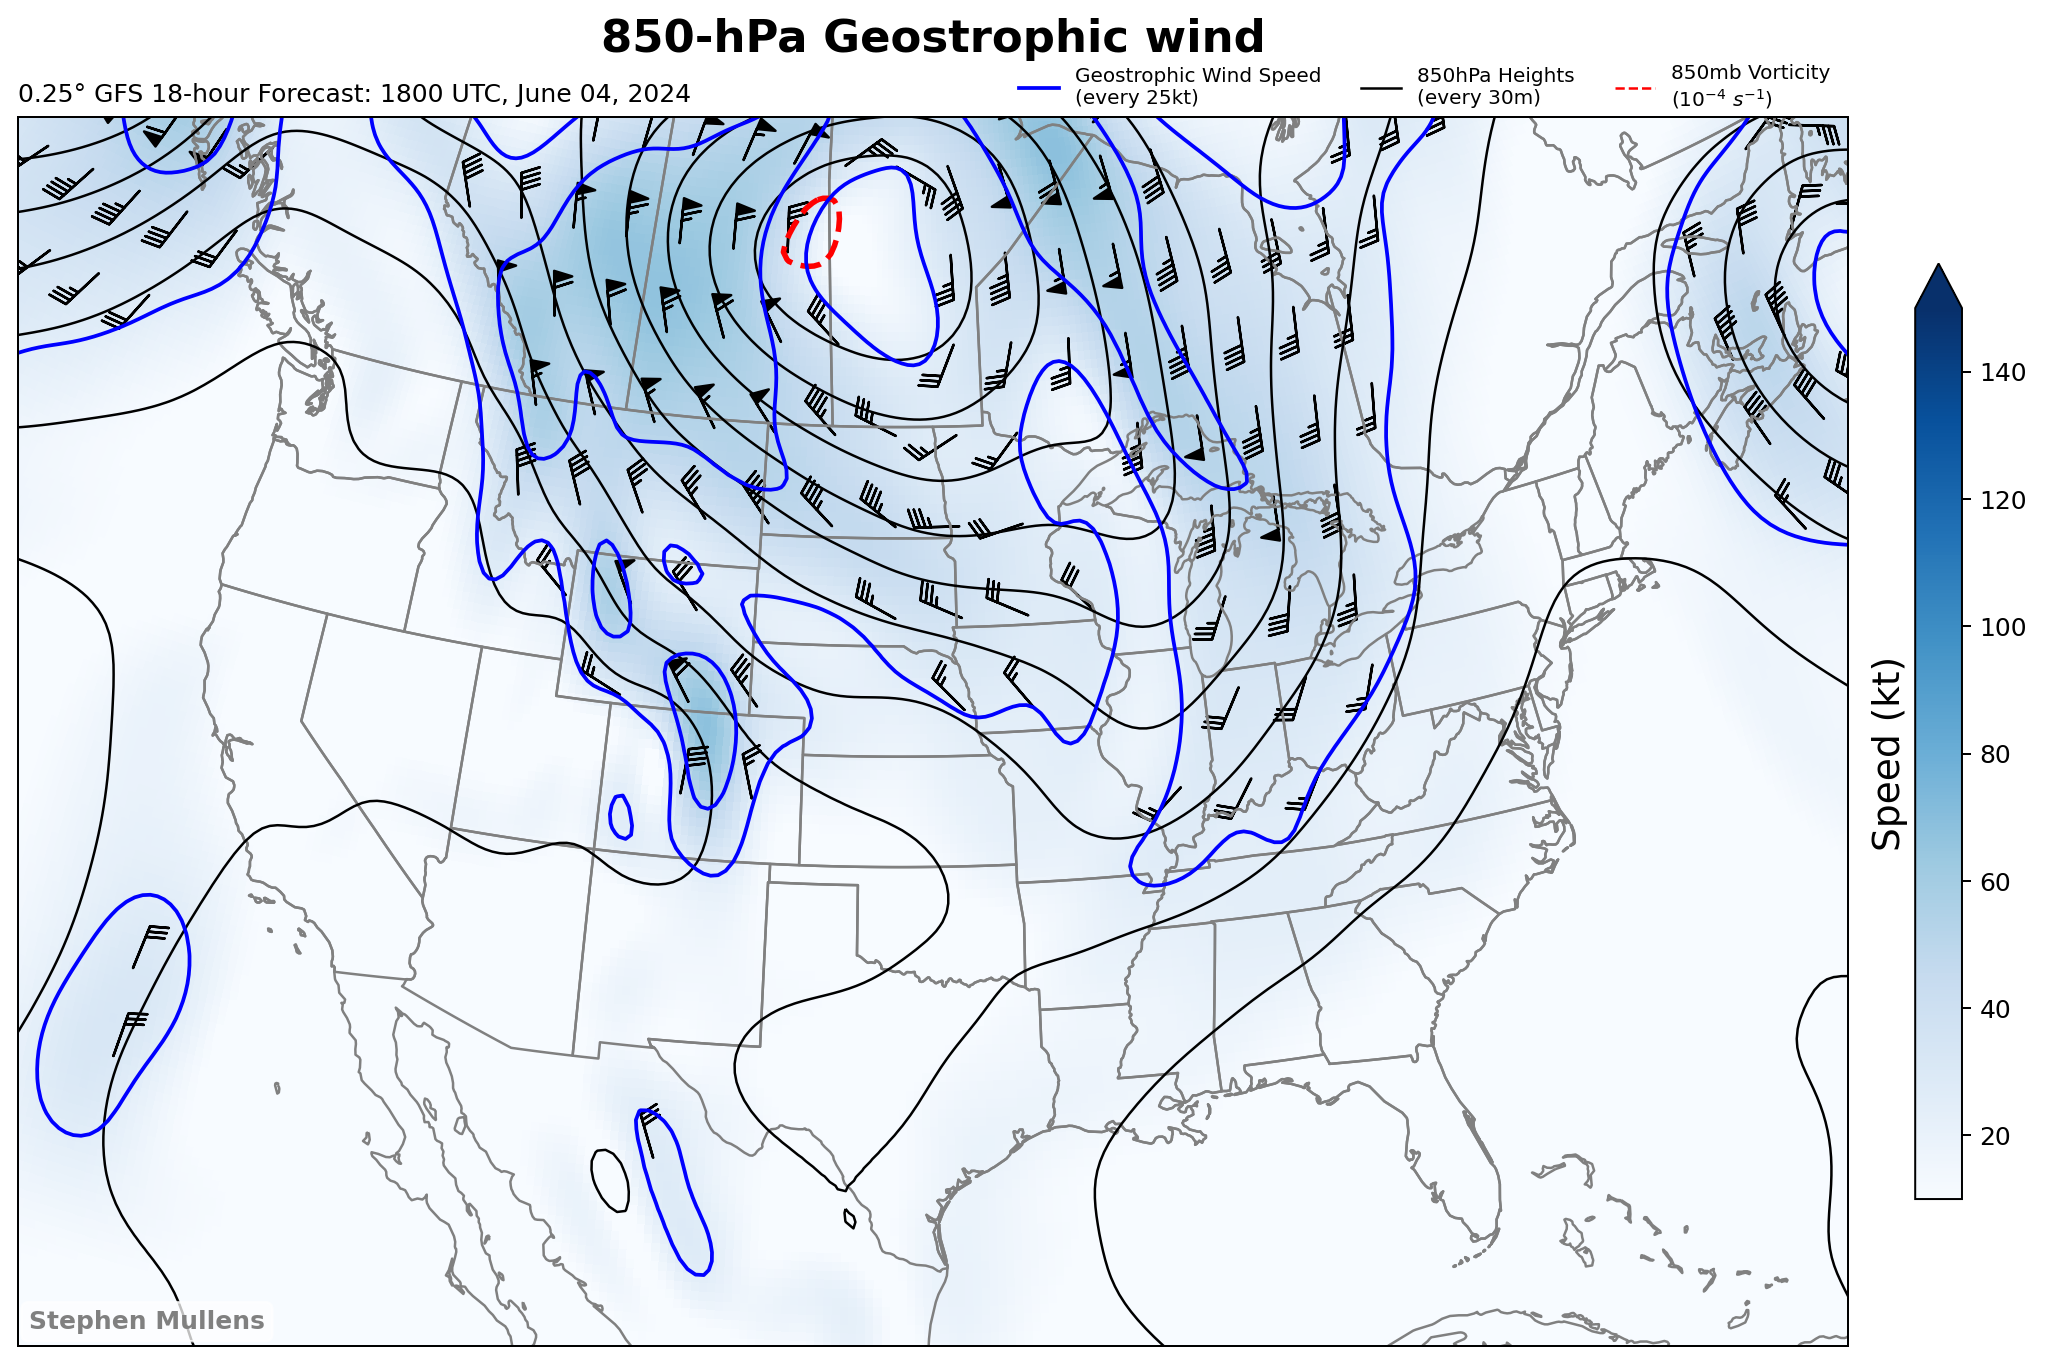 850-hPa Geostrophic wind
0.25° GFS 18-hour Forecast: 1800 UTC, June 04, 2024
Geostrophic Wind Speed
(every 25kt)
850hPa Heights
(every 30m)
850mb Vorticity
(10⁻⁴ s⁻¹)
140
120
100
80
60
40
20
Speed (kt)
Stephen Mullens